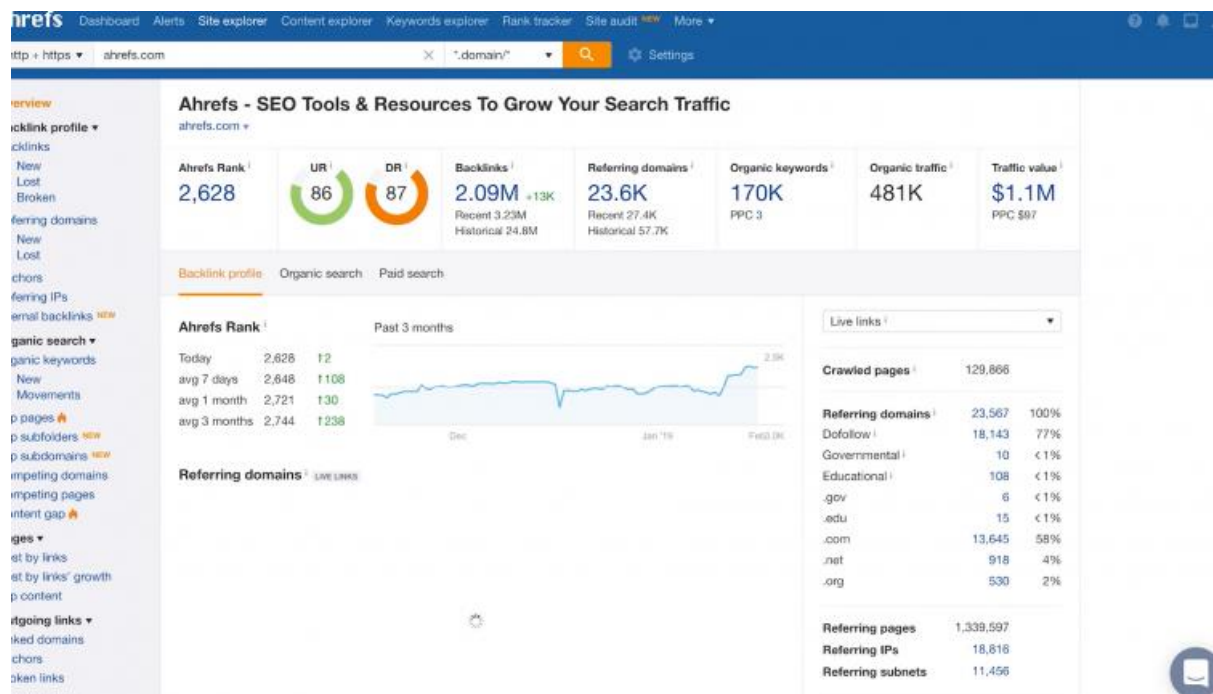 hrefs Dashboard Alerts Site explorer Content explorer Keywords explorer Rank tracker Site audit NEW More
ttp + https ahrefs.com *.domain/* Settings
erview
cklink profile
cklinks
New
Lost
Broken
ferring domains
New
Lost
chors
ferring IPs
ernal backlinks NEW
ganic search
ganic keywords
New
Movements
p pages
p subfolders NEW
p subdomains NEW
mpeting domains
mpeting pages
ntent gap
ges
st by links
st by links' growth
p content
tgoing links
ked domains
chors
oken links
Ahrefs - SEO Tools & Resources To Grow Your Search Traffic
ahrefs.com
Ahrefs Rank
2,628
UR
86
DR
87
Backlinks
2.09M +13K
Recent 3.23M
Historical 24.8M
Referring domains
23.6K
Recent 27.4K
Historical 57.7K
Organic keywords
170K
PPC 3
Organic traffic
481K
Traffic value
$1.1M
PPC $97
Backlink profile Organic search Paid search
Ahrefs Rank Past 3 months
Today 2,628 ↑2
avg 7 days 2,648 ↑108
avg 1 month 2,721 ↑30
avg 3 months 2,744 ↑238
Dec Jan '19
Referring domains LIVE LINKS
Live links
Crawled pages 129,866
Referring domains 23,567 100%
Dofollow 18,143 77%
Governmental 10 <1%
Educational 108 <1%
.gov 6 <1%
.edu 15 <1%
.com 13,645 58%
.net 918 4%
.org 530 2%
Referring pages 1,339,597
Referring IPs 18,816
Referring subnets 11,456